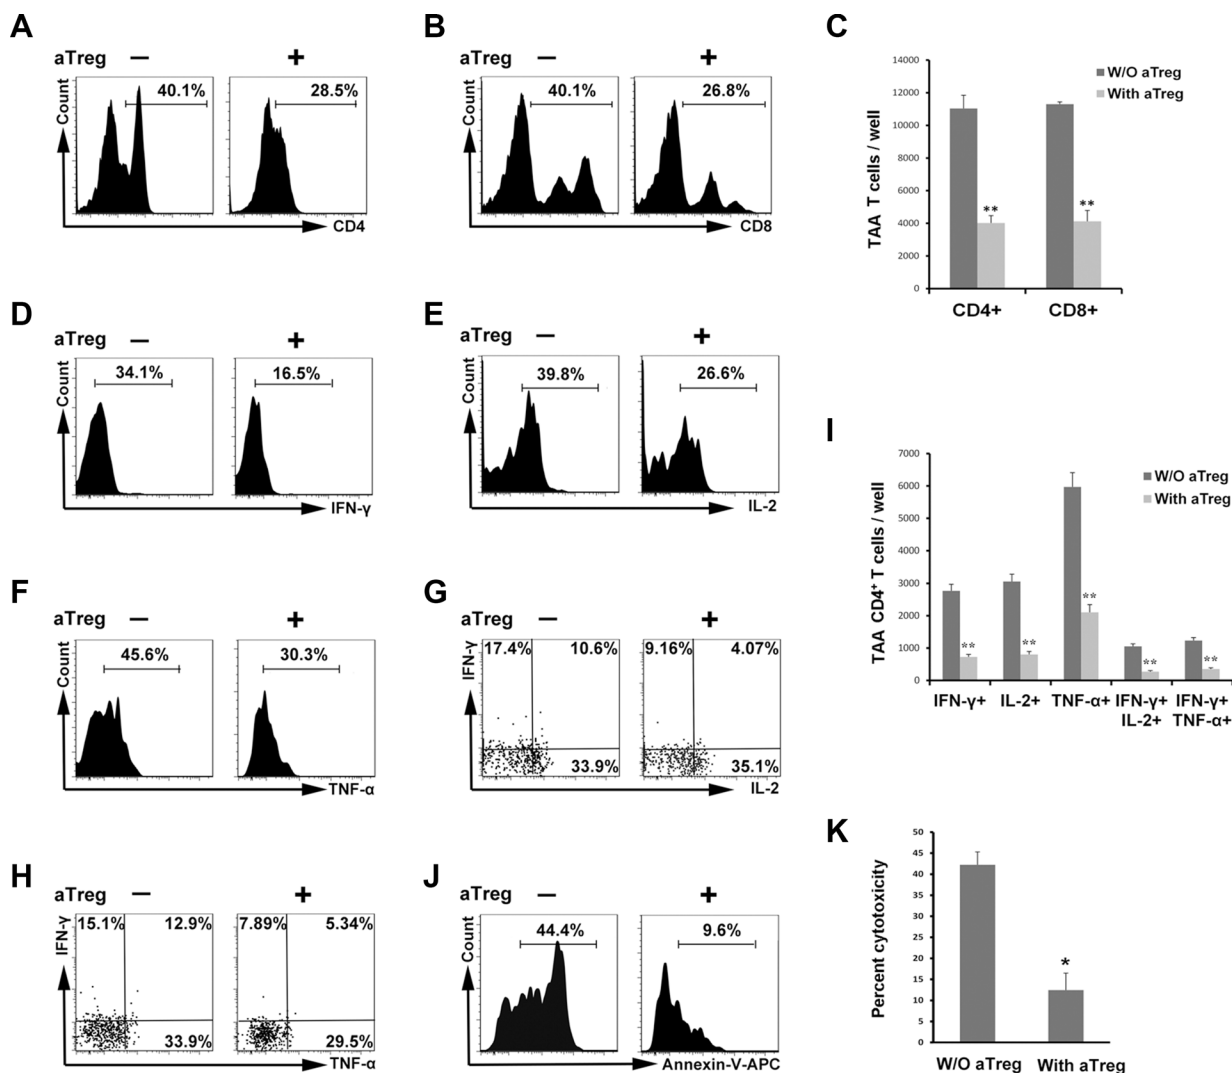 A
aTreg — +
Count
40.1%
28.5%
CD4
B
aTreg — +
Count
40.1%
26.8%
CD8
C
TAA T cells / well
14000
12000
10000
8000
6000
4000
2000
0
W/O aTreg
With aTreg
**
**
CD4+
CD8+
D
aTreg — +
Count
34.1%
16.5%
IFN-γ
E
aTreg — +
Count
39.8%
26.6%
IL-2
F
aTreg — +
Count
45.6%
30.3%
TNF-α
G
aTreg — +
IFN-γ
17.4% 10.6%
33.9%
9.16% 4.07%
35.1%
IL-2
H
aTreg — +
IFN-γ
15.1% 12.9%
33.9%
7.89% 5.34%
29.5%
TNF-α
I
TAA CD4⁺ T cells / well
7000
6000
5000
4000
3000
2000
1000
0
W/O aTreg
With aTreg
**
**
**
**
**
IFN-γ+
IL-2+
TNF-α+
IFN-γ+
IL-2+
IFN-γ+
TNF-α+
J
aTreg — +
Count
44.4%
9.6%
Annexin-V-APC
K
Percent cytotoxicity
50
45
40
35
30
25
20
15
10
5
0
*
W/O aTreg
With aTreg